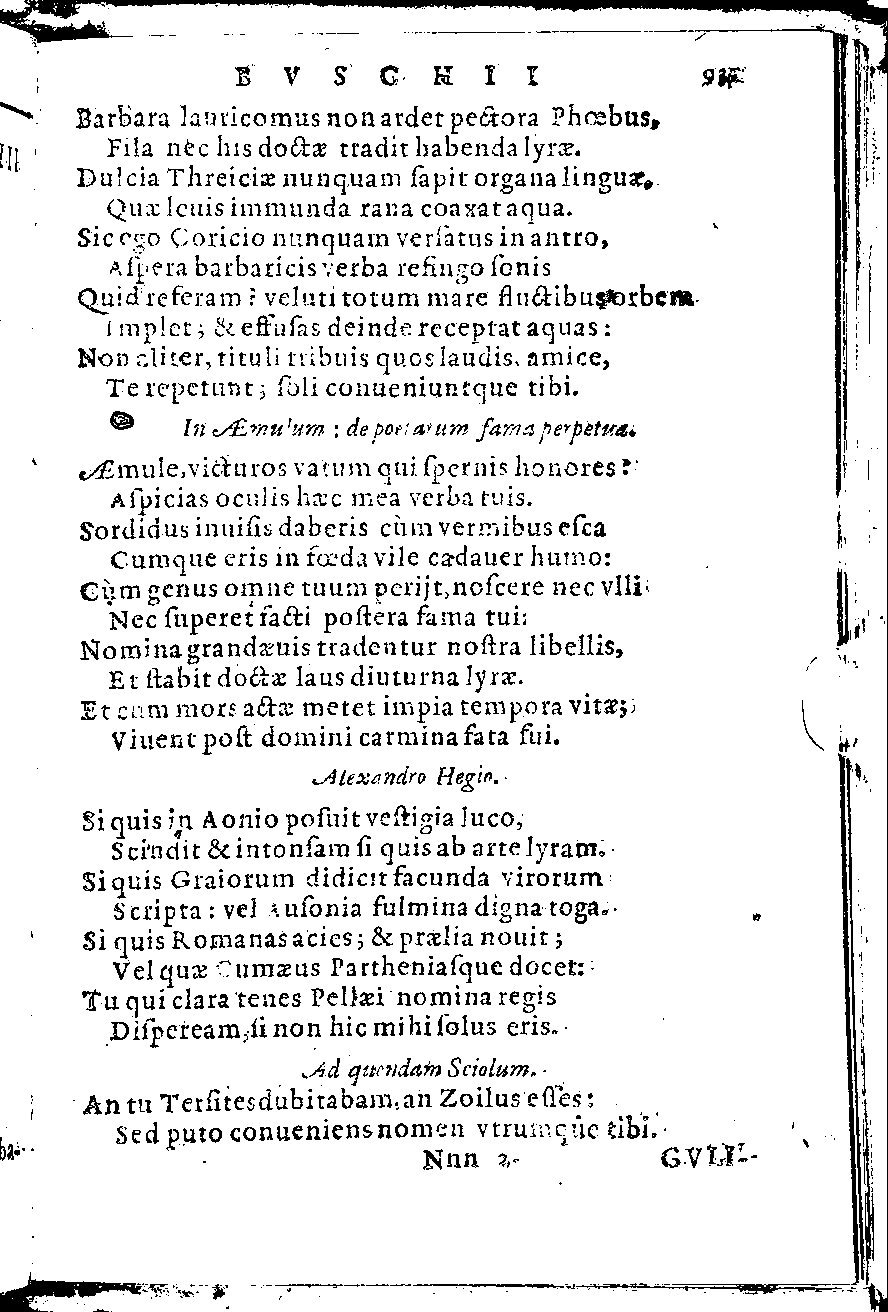 B V S C H I I
Barbara lauricomus non ardet pectora Phœbus,
Fila nec his doctæ tradit habenda lyræ.
Dulcia Threiciæ nunquam ſapit organa linguæ,
Quæ leuis immunda rana coaxat aqua.
Sic ego Coricio nunquam verſatus in antro,
Aſpera barbaricis verba refingo ſonis
Quid referam? veluti totum mare fluctibus orbem
Implet; & effuſas deinde receptat aquas:
Non aliter, tituli tribuis quos laudis, amice,
Te repetunt; ſoli conueniuntque tibi.
In Æmulum: de poetarum fama perpetua.
Æmule, victuros vatum qui ſpernis honores?
Aſpicias oculis hæc mea verba tuis.
Sordidus inuiſis daberis cùm vermibus eſca
Cumque eris in fœda vile cadauer humo:
Cùm genus omne tuum perijt, noſcere nec vlli
Nec ſuperet facti poſtera fama tui:
Nomina grandæuis tradentur noſtra libellis,
Et ſtabit doctæ laus diuturna lyræ.
Et cum mors actæ metet impia tempora vitæ;
Viuent poſt domini carmina fata ſui.
Alexandro Hegio.
Si quis in Aonio poſuit veſtigia luco,
Scindit & intonſam ſi quis ab arte lyram.
Si quis Graiorum didicit facunda virorum
Scripta: vel Auſonia fulmina digna toga.
Si quis Romanas acies; & prælia nouit;
Vel quæ Cumæus Partheniaſque docet:
Tu qui clara tenes Pellæi nomina regis
Diſpeream, ſi non hic mihi ſolus eris.
Ad quendam Sciolum.
An tu Terſites dubitabam, an Zoilus eſſes:
Sed puto conueniens nomen vtrumque tibi.
Nnn 2 GVLI-